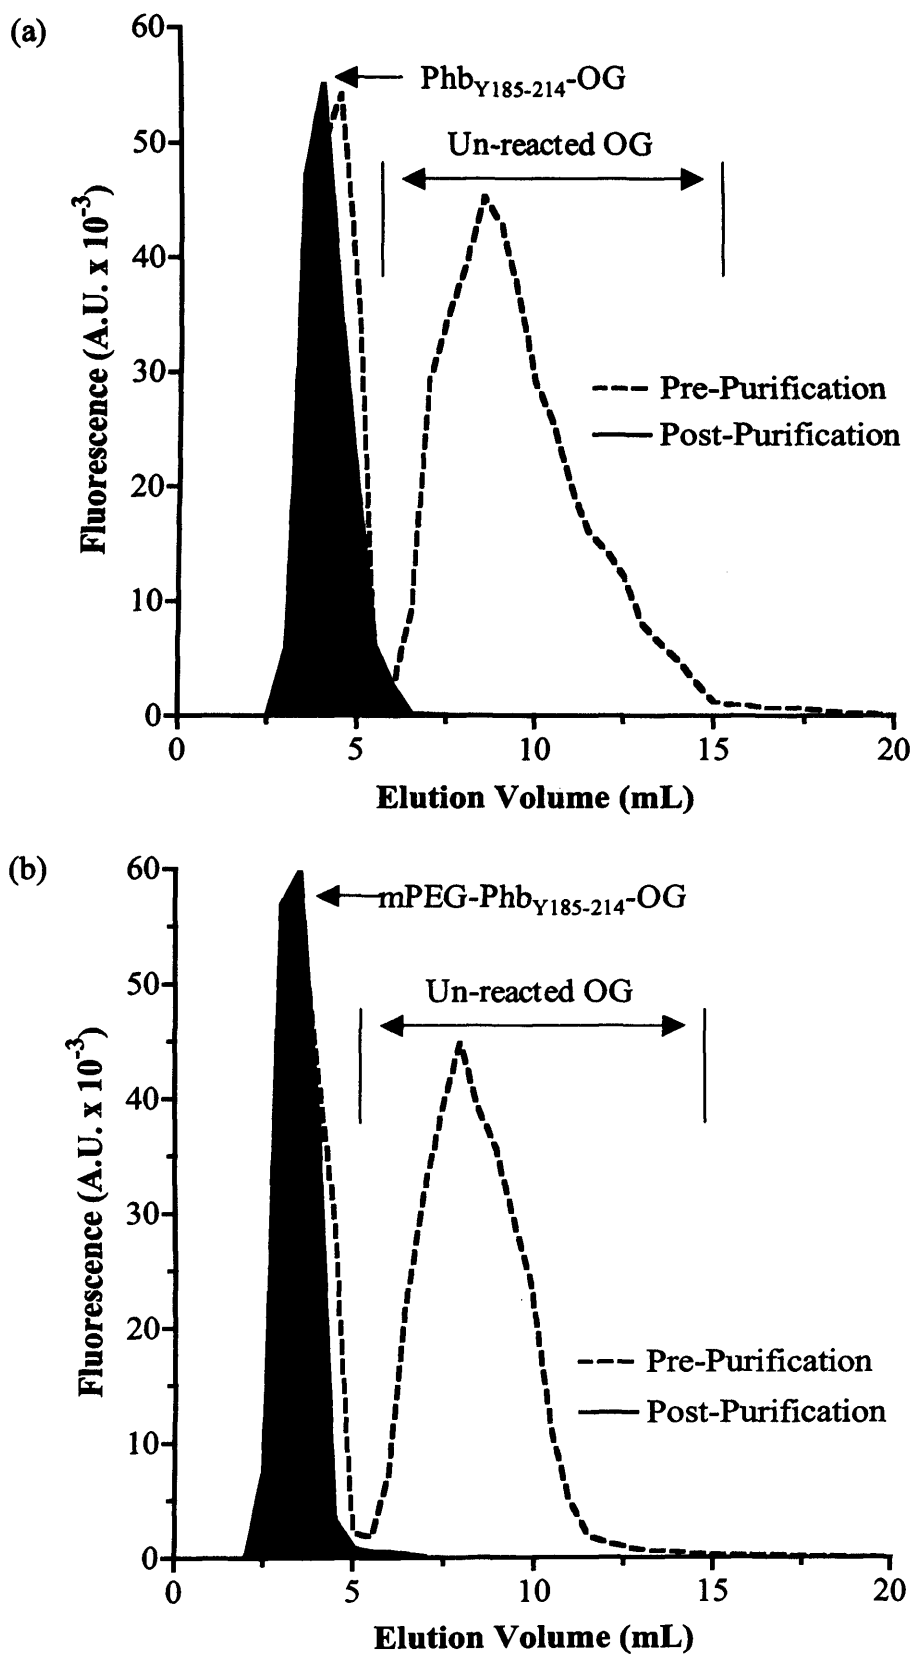 (a)
60
50
40
30
20
10
0
Fluorescence (A.U. x 10⁻³)
PhbY185-214-OG
Un-reacted OG
Pre-Purification
Post-Purification
0 5 10 15 20
Elution Volume (mL)
(b)
60
50
40
30
20
10
0
Fluorescence (A.U. x 10⁻³)
mPEG-PhbY185-214-OG
Un-reacted OG
Pre-Purification
Post-Purification
0 5 10 15 20
Elution Volume (mL)